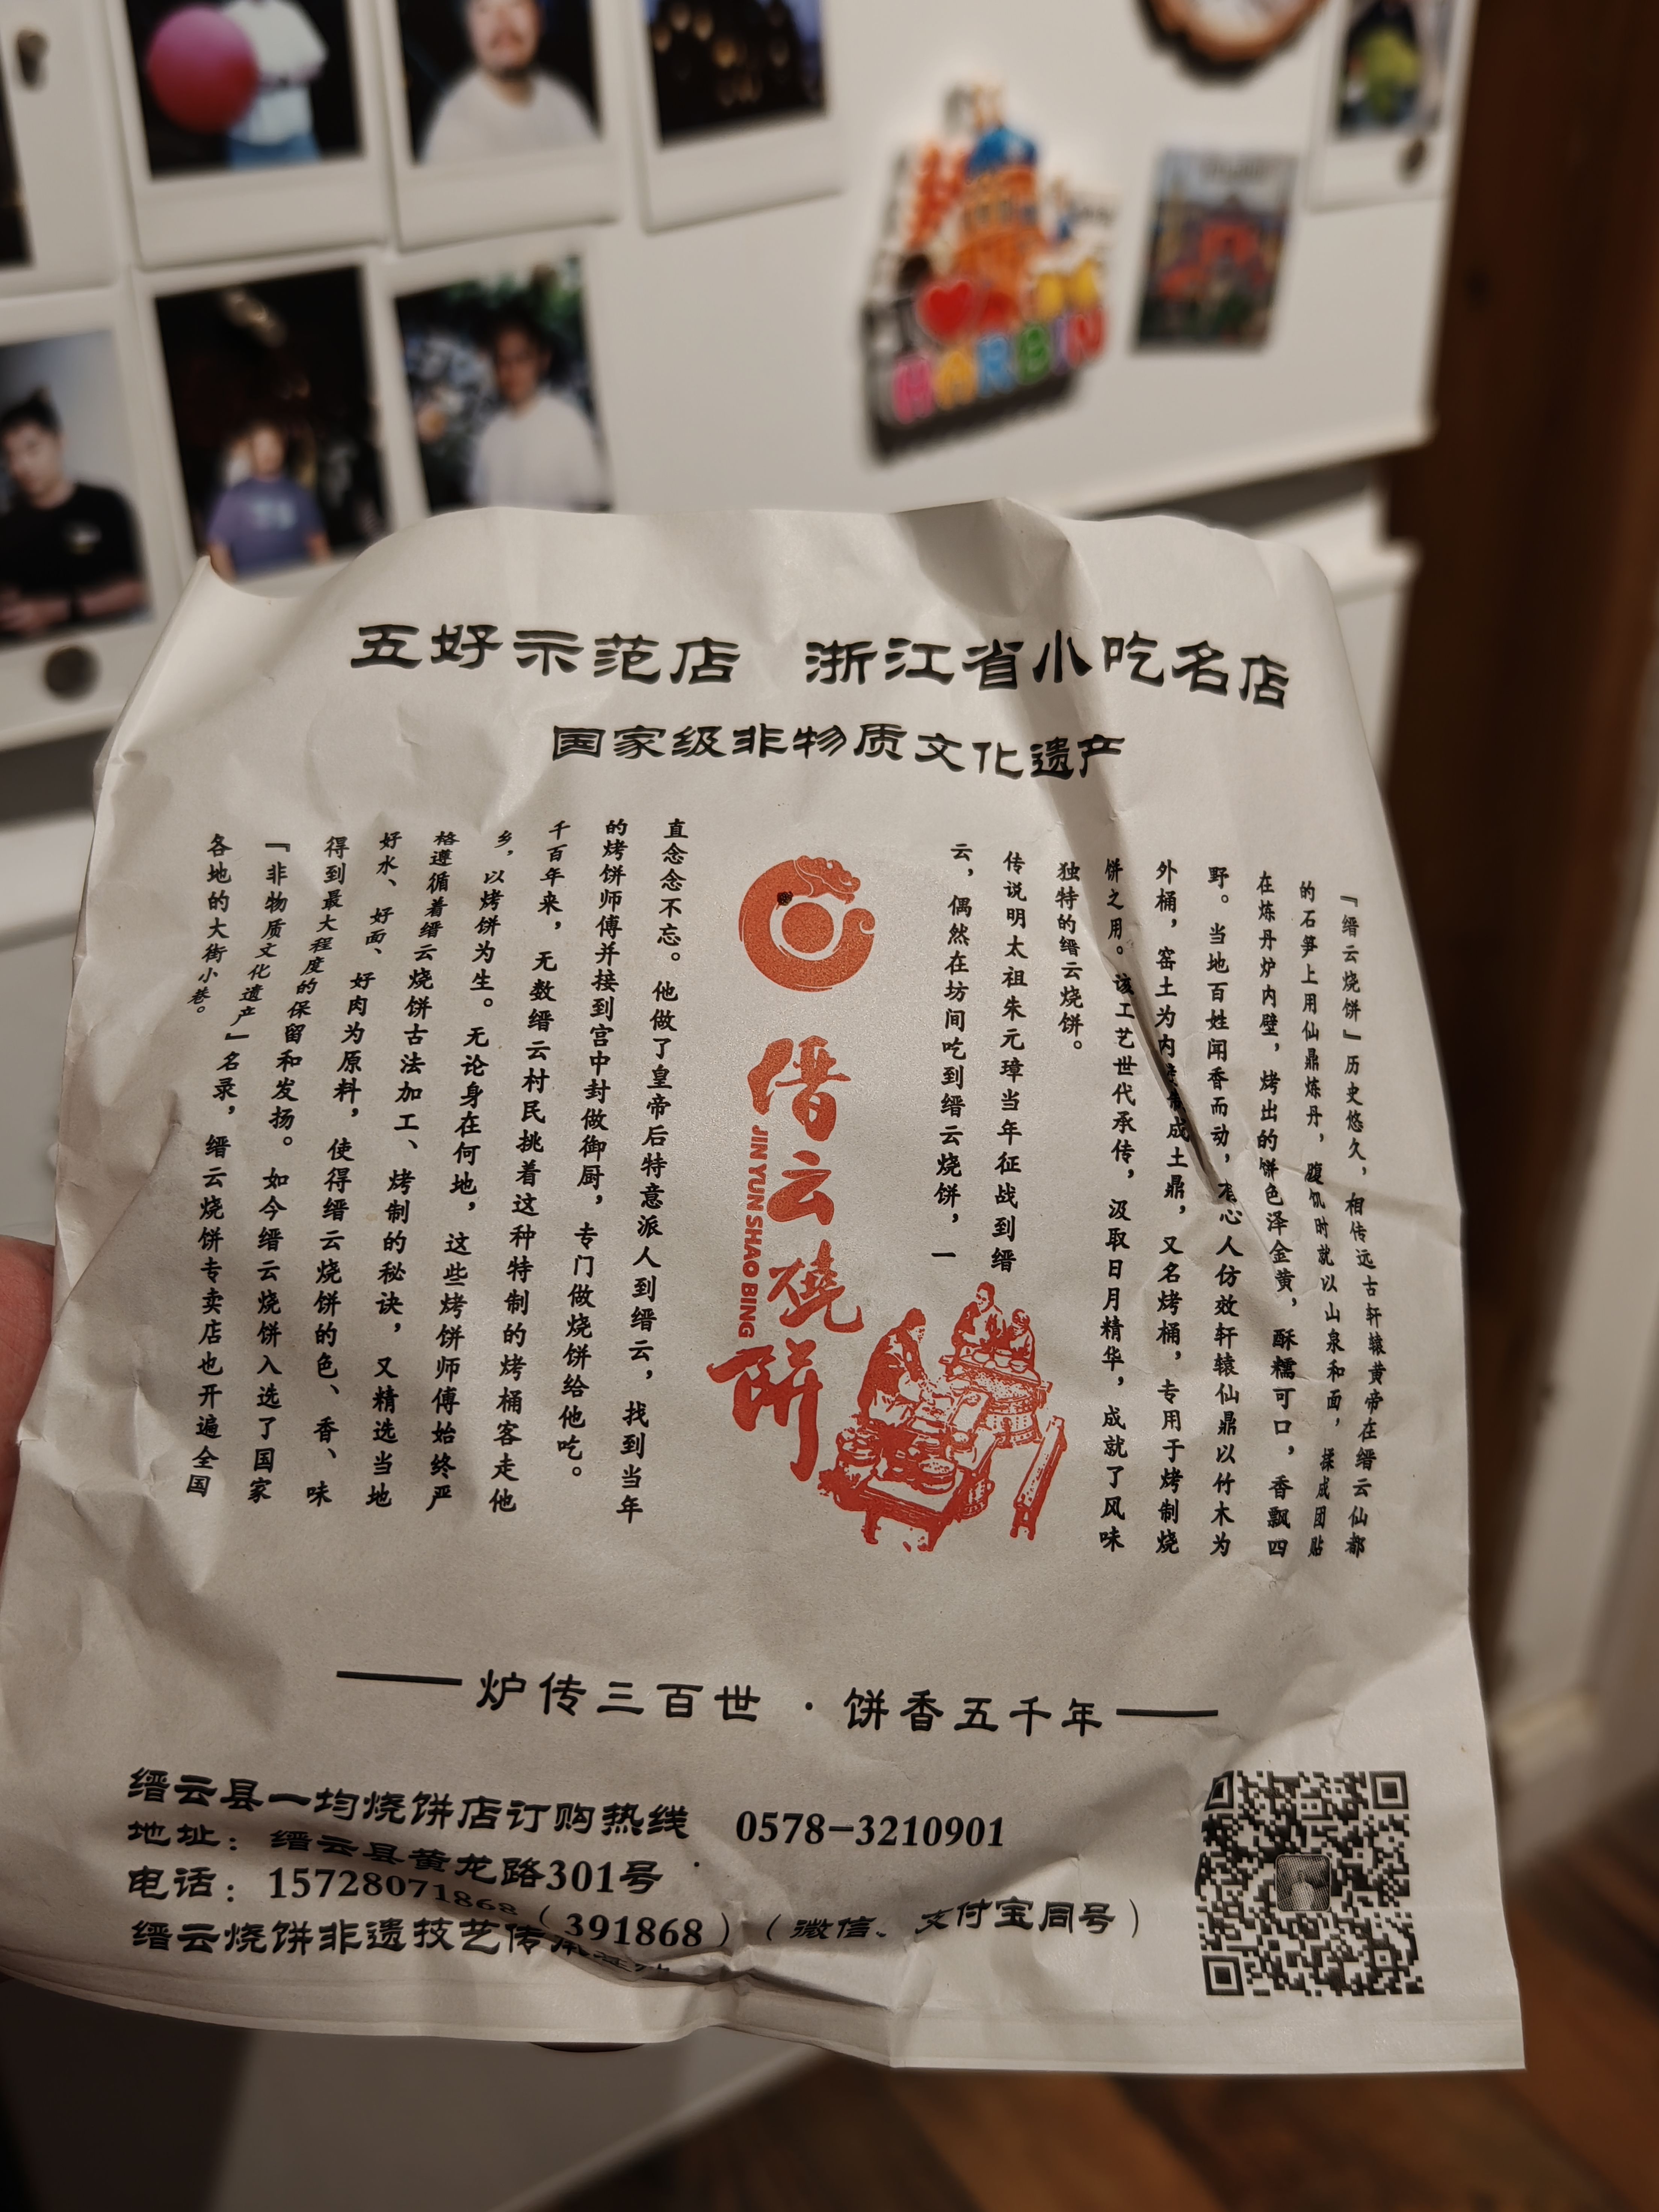 I
HARBIN
五好示范店 浙江省小吃名店
国家级非物质文化遗产
『缙云烧饼』历史悠久，相传远古轩辕黄帝在缙云仙都
的石笋上用仙鼎炼丹，腹饥时就以山泉和面，揉成团贴
在炼丹炉内壁，烤出的饼色泽金黄，酥糯可口，香飘四
野。当地百姓闻香而动，有心人仿效轩辕仙鼎以竹木为
外桶，窑土为内 成土鼎，又名烤桶，专用于烤制烧
饼之用。该工艺世代承传，汲取日月精华，成就了风味
独特的缙云烧饼。
传说明太祖朱元璋当年征战到缙
云，偶然在坊间吃到缙云烧饼，一
缙云燒餅
JIN YUN SHAO BING
直念念不忘。他做了皇帝后特意派人到缙云，找到当年
的烤饼师傅并接到宫中封做御厨，专门做烧饼给他吃。
千百年来，无数缙云村民挑着这种特制的烤桶客走他
乡，以烤饼为生。无论身在何地，这些烤饼师傅始终严
格遵循着缙云烧饼古法加工、烤制的秘诀，又精选当地
好水、好面、好肉为原料，使得缙云烧饼的色、香、味
得到最大程度的保留和发扬。如今缙云烧饼入选了国家
『非物质文化遗产』名录，缙云烧饼专卖店也开遍全国
各地的大街小巷。
——炉传三百世 · 饼香五千年——
缙云县一均烧饼店订购热线 0578-3210901
地址：缙云县黄龙路301号
电话：15728071868（391868）（微信、支付宝同号）
缙云烧饼非遗技艺传承